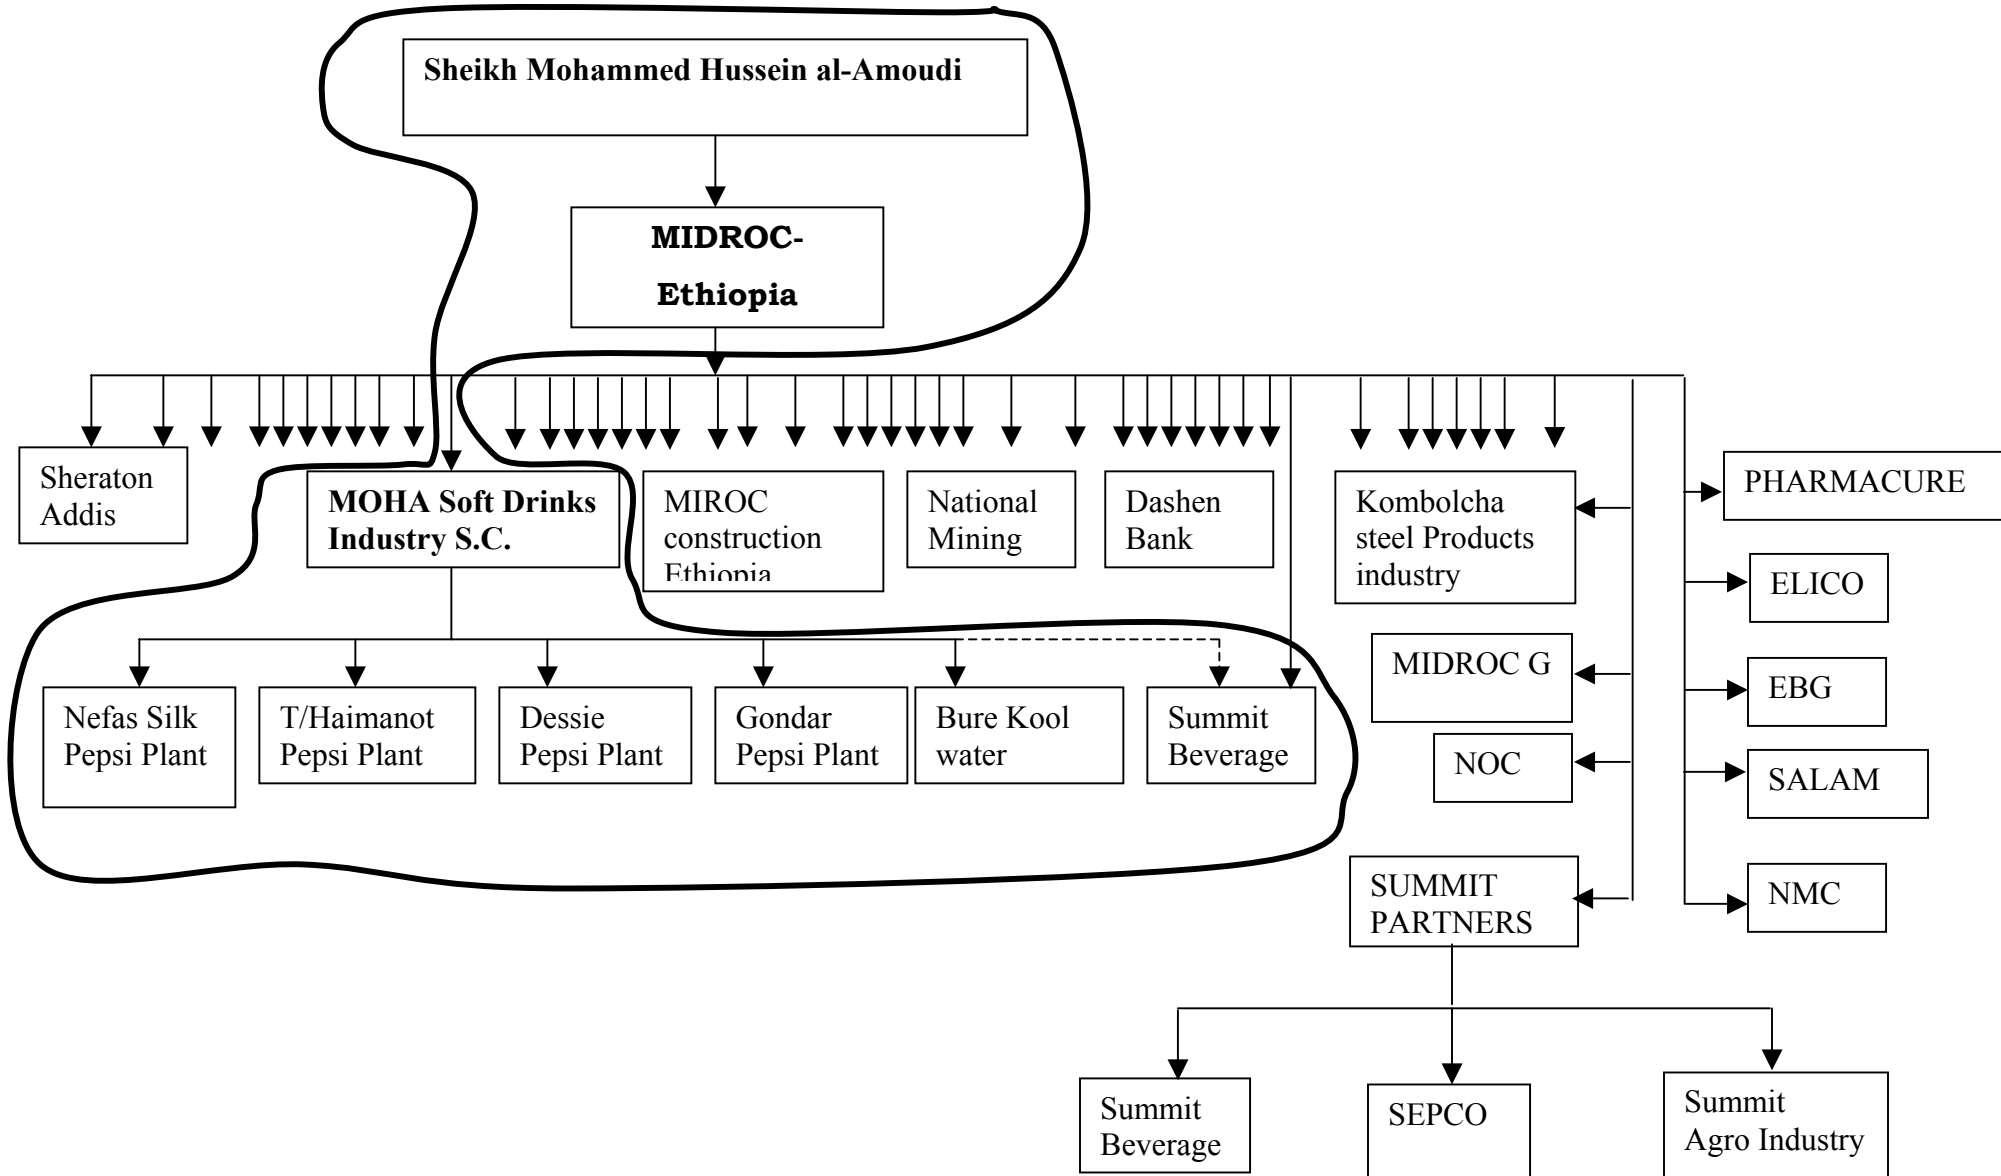 Sheikh Mohammed Hussein al-Amoudi
MIDROC-
Ethiopia
Sheraton
Addis
MOHA Soft Drinks
Industry S.C.
MIROC
construction
Ethiopia
National
Mining
Dashen
Bank
Kombolcha
steel Products
industry
PHARMACURE
ELICO
MIDROC G
EBG
NOC
SALAM
Nefas Silk
Pepsi Plant
T/Haimanot
Pepsi Plant
Dessie
Pepsi Plant
Gondar
Pepsi Plant
Bure Kool
water
Summit
Beverage
SUMMIT
PARTNERS
NMC
Summit
Beverage
SEPCO
Summit
Agro Industry